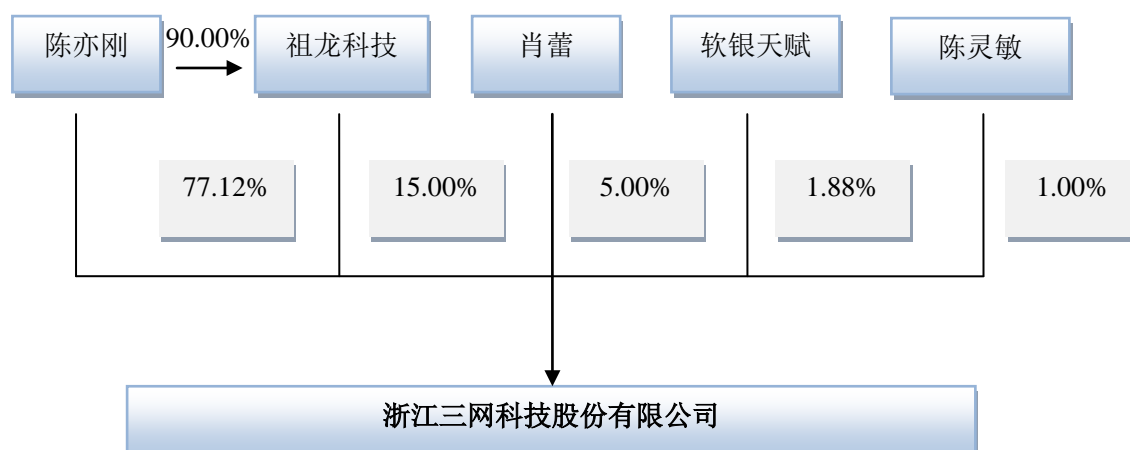 陈亦刚
90.00%
祖龙科技
肖蕾
软银天赋
陈灵敏
77.12%
15.00%
5.00%
1.88%
1.00%
浙江三网科技股份有限公司